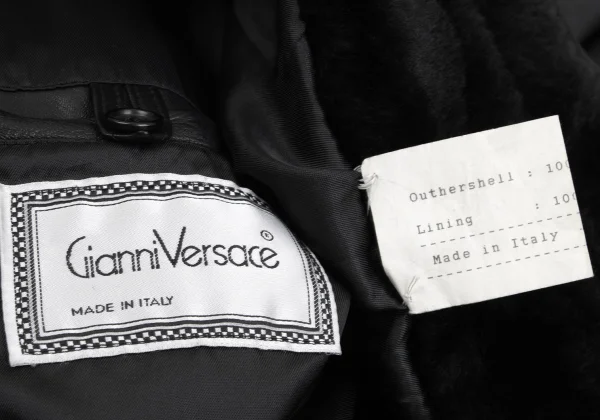 GianniVersace®
MADE IN ITALY
Outhershell : 10
Lining : 10
Made in Italy